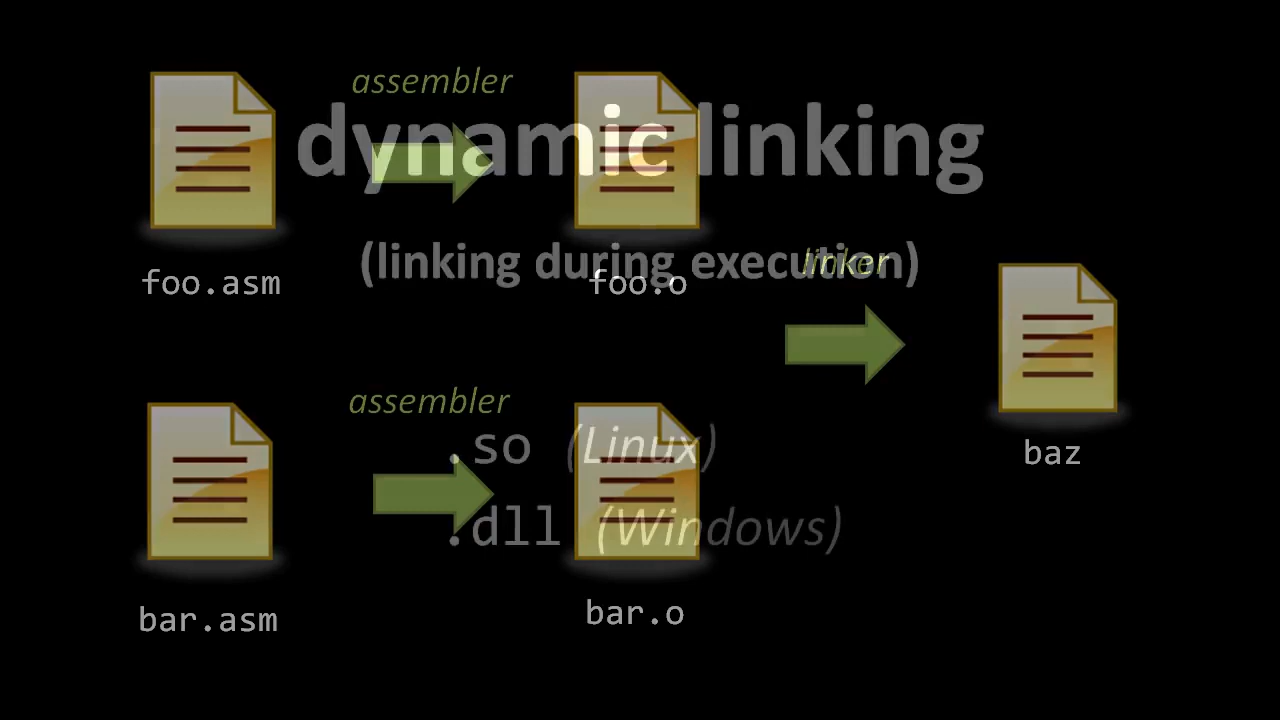 assembler
dynamic linking
(linking during execution)
linker
foo.asm
foo.o
assembler
.so (Linux)
baz
.dll (Windows)
bar.asm
bar.o